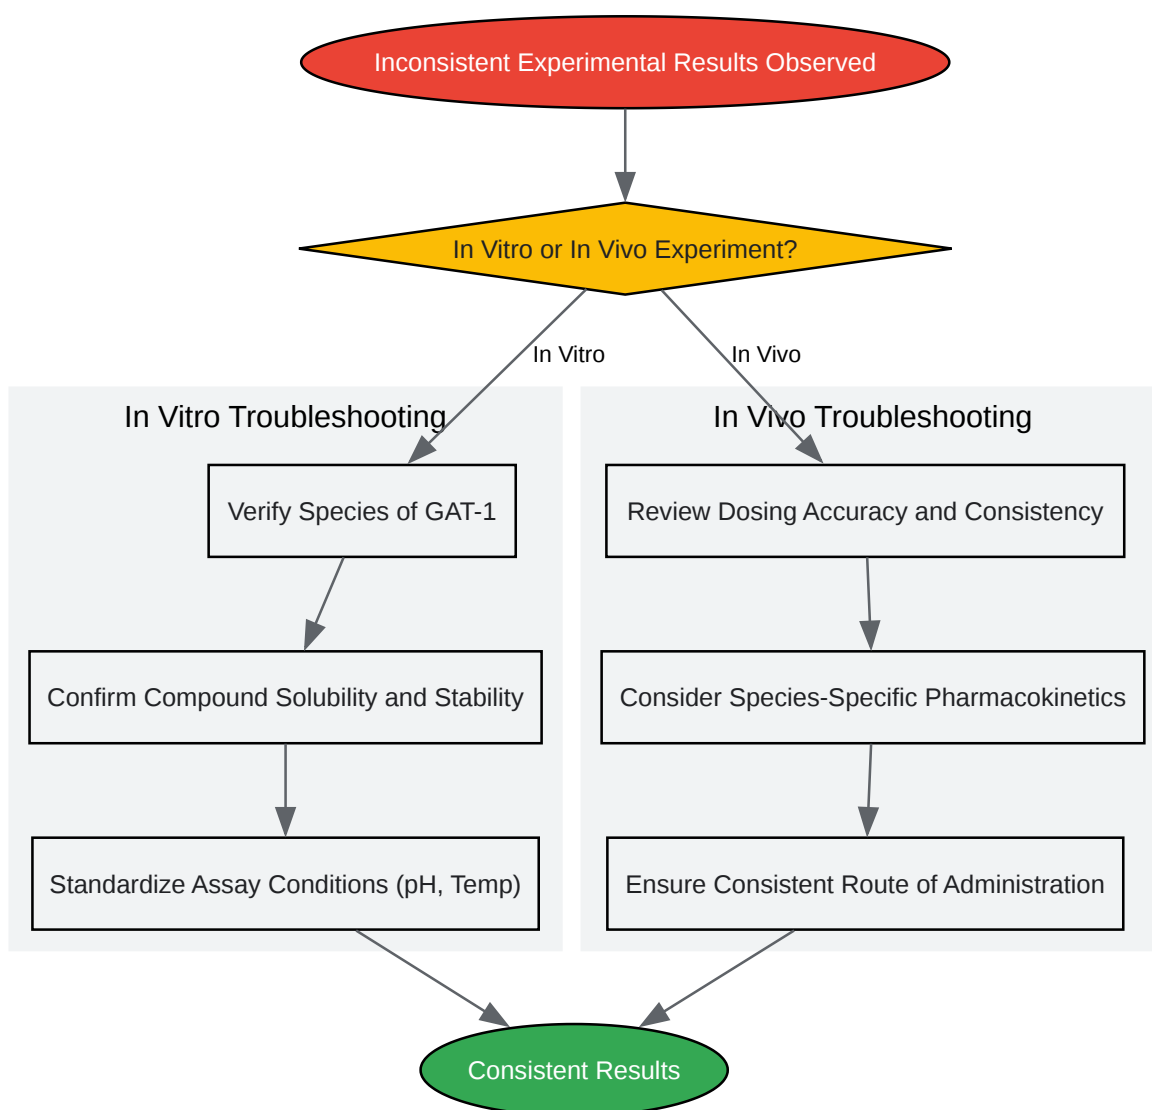 Inconsistent Experimental Results Observed
In Vitro or In Vivo Experiment?
In Vitro
In Vivo
In Vitro Troubleshooting
Verify Species of GAT-1
Confirm Compound Solubility and Stability
Standardize Assay Conditions (pH, Temp)
In Vivo Troubleshooting
Review Dosing Accuracy and Consistency
Consider Species-Specific Pharmacokinetics
Ensure Consistent Route of Administration
Consistent Results